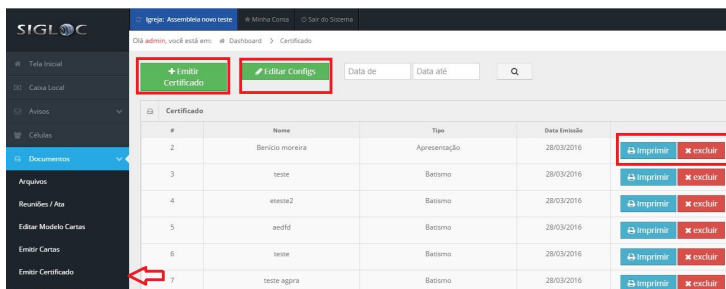 SIGLOC
Igreja: Assembleia novo teste Minha Conta O Sair do Sistema
Olá admin, você está em: Dashboard > Certificado
Tela Inicial
Caixa Local
Avisos
Células
Documentos
Arquivos
Reuniões / Ata
Editar Modelo Cartas
Emitir Cartas
Emitir Certificado
+ Emitir
Certificado
Editar Configs
Data de
Data até
Certificado
# Nome Tipo Data Emissão
2 Benício moreira Apresentação 28/03/2016 Imprimir x excluir
3 teste Batismo 28/03/2016 Imprimir x excluir
4 eteste2 Batismo 28/03/2016 Imprimir x excluir
5 aedfd Batismo 28/03/2016 Imprimir x excluir
6 teste Batismo 28/03/2016 Imprimir x excluir
7 teste agpra Batismo 28/03/2016 Imprimir x excluir